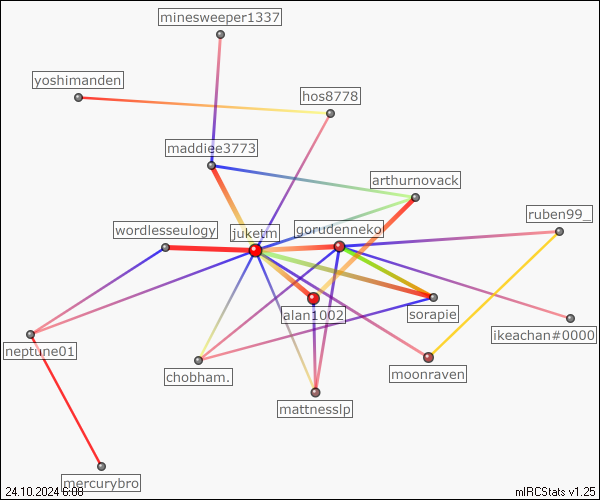 minesweeper1337
yoshimanden
hos8778
maddiee3773
arthurnovack
ruben99_
wordlesseulogy
juketm
gorudenneko
alan1002
sorapie
ikeachan#0000
neptune01
chobham.
moonraven
mattnesslp
mercurybro
24.10.2024 6:08
mIRCStats v1.25